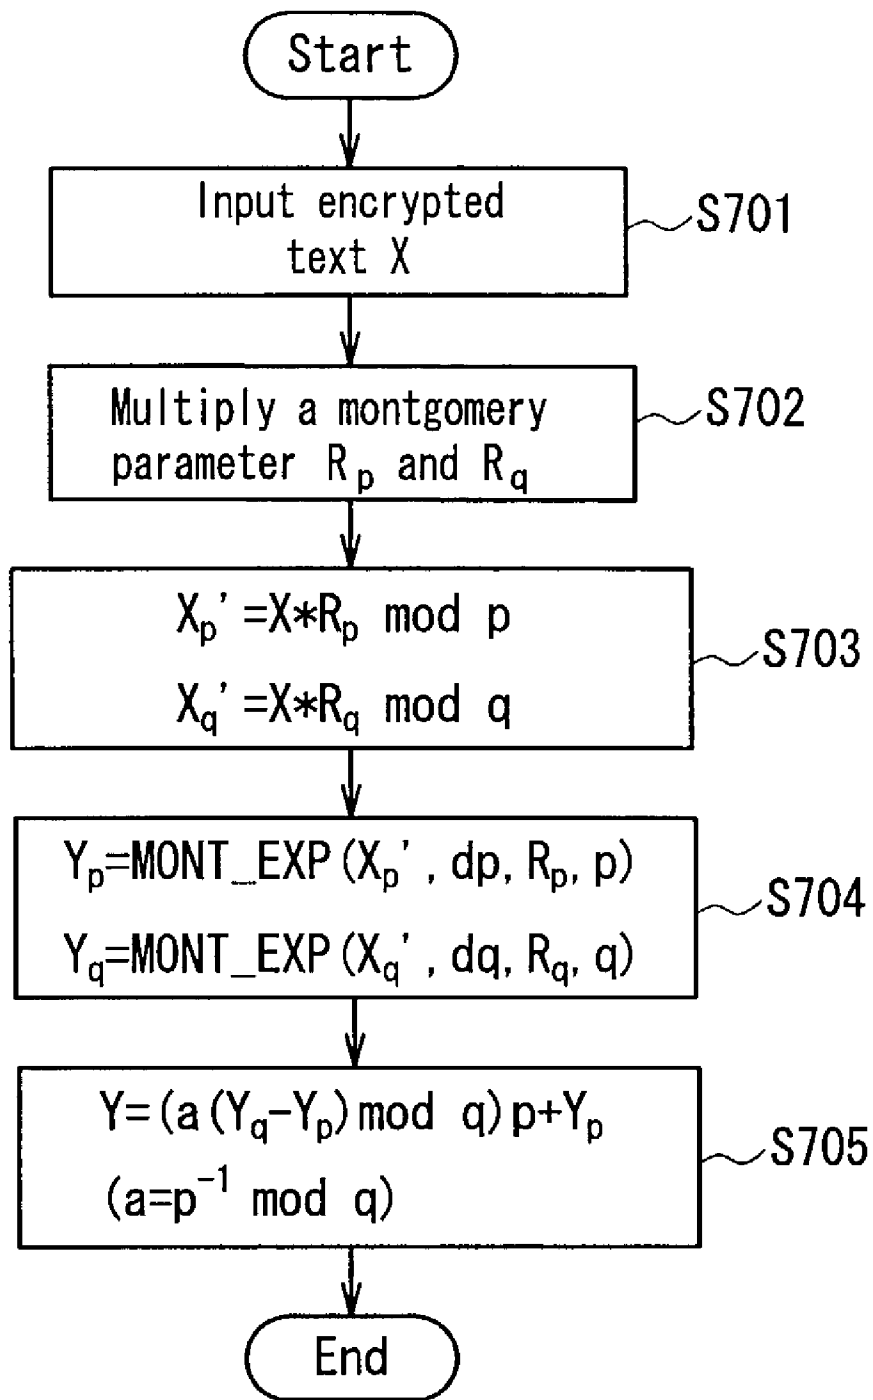 Start
Input encrypted
text X
S701
Multiply a montgomery
parameter Rp and Rq
S702
Xp'=X*Rp mod p
Xq'=X*Rq mod q
S703
Yp=MONT_EXP(Xp',dp,Rp,p)
Yq=MONT_EXP(Xq',dq,Rq,q)
S704
Y=(a(Yq-Yp)mod q)p+Yp
(a=p⁻¹ mod q)
S705
End